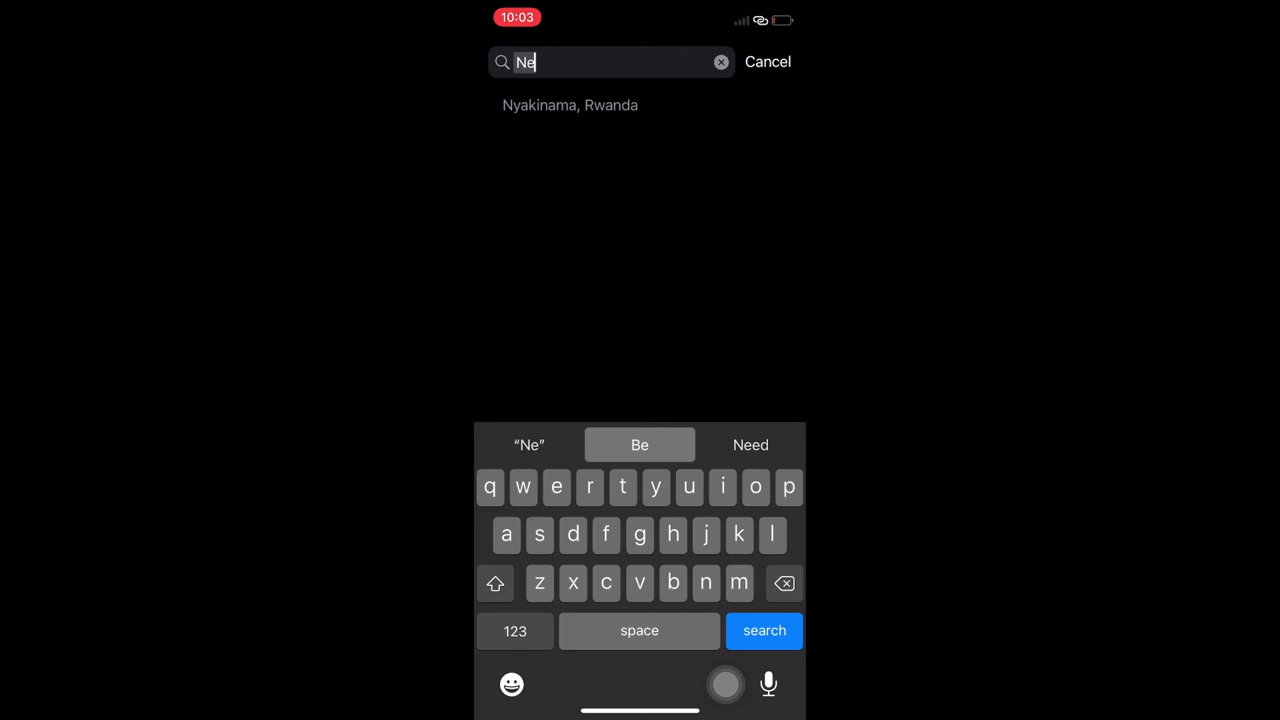 10:03
Ne
Cancel
Nyakinama, Rwanda
“Ne”
Be
Need
q w e r t y u i o p
a s d f g h j k l
z x c v b n m
123
space
search